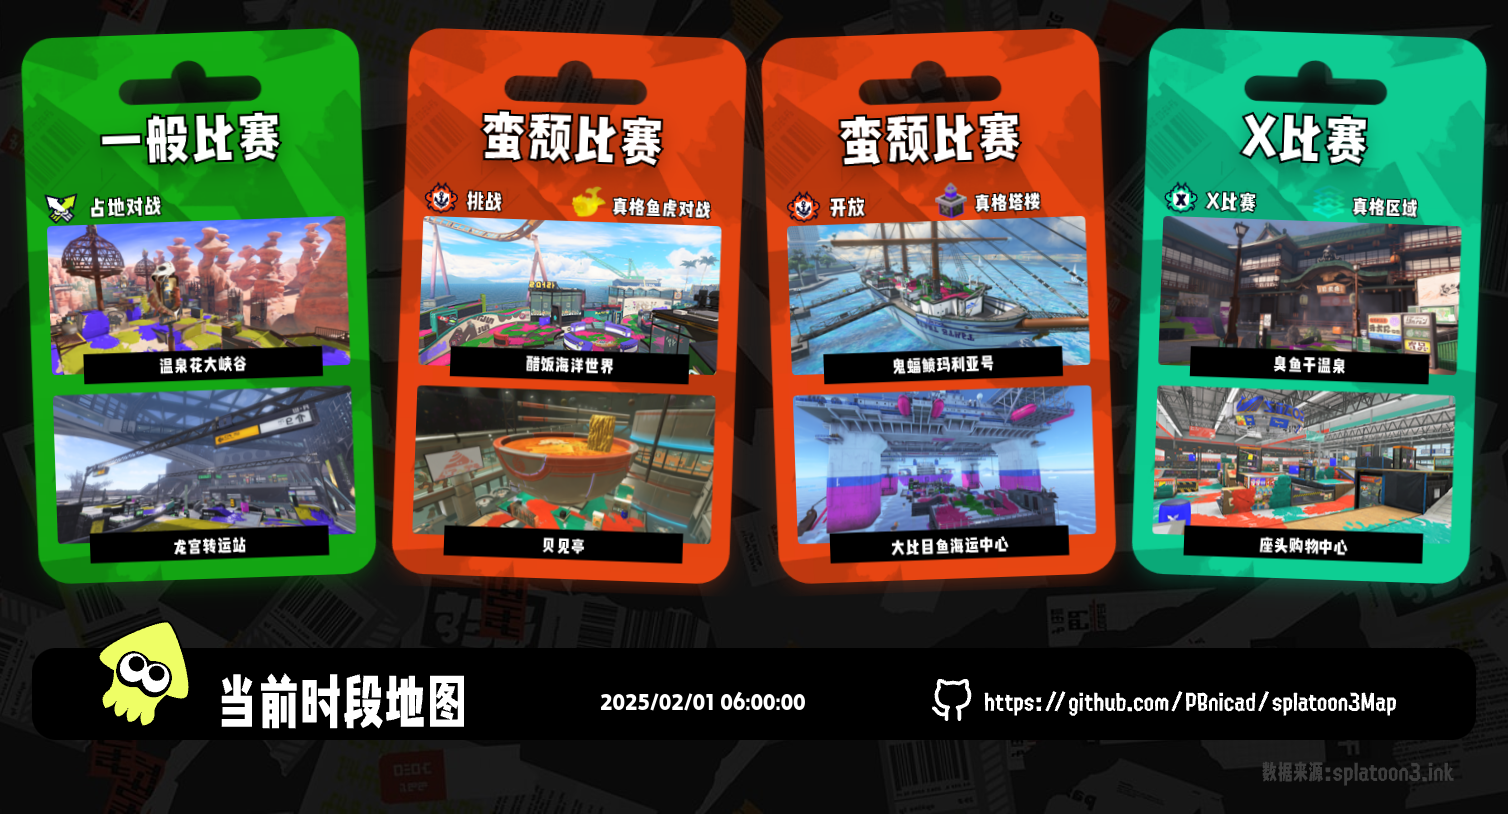 一般比赛
占地对战
温泉花大峡谷
龙宫转运站
蛮颓比赛
挑战
真格鱼虎对战
醋饭海洋世界
贝见亭
蛮颓比赛
开放
真格塔楼
鬼蝠鲼玛利亚号
大比目鱼海运中心
X比赛
X比赛
真格区域
臭鱼干温泉
座头购物中心
当前时段地图
2025/02/01 06:00:00
https://github.com/PBnicad/splatoon3Map
数据来源:splatoon3.ink